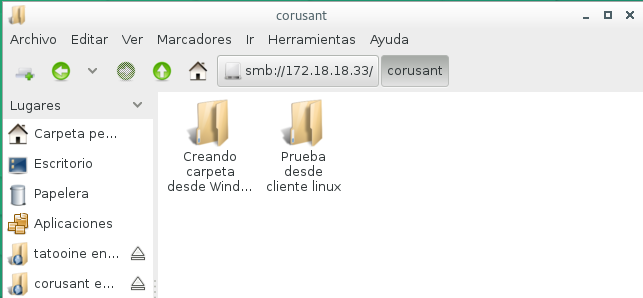 corusant
Archivo Editar Ver Marcadores Ir Herramientas Ayuda
smb://172.18.18.33/ corusant
Lugares
Carpeta pe...
Escritorio
Papelera
Aplicaciones
tatooine en...
corusant e...
Creando
carpeta
desde Wind...
Prueba
desde
cliente linux